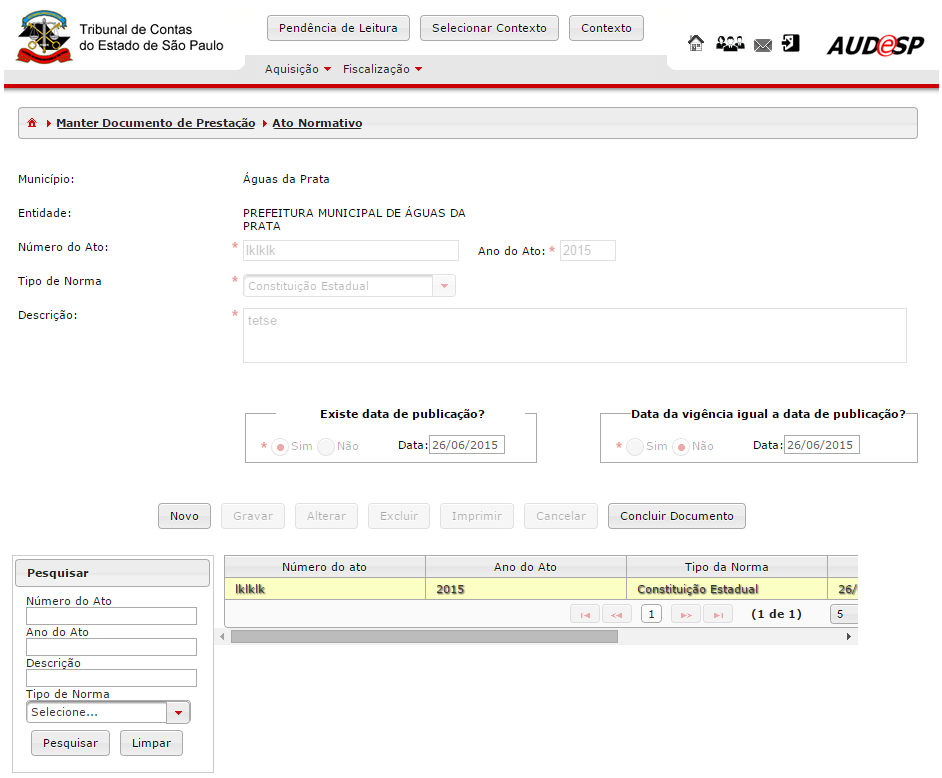 Tribunal de Contas
do Estado de São Paulo
Pendência de Leitura Selecionar Contexto Contexto
AUDESP
Aquisição Fiscalização
Manter Documento de Prestação Ato Normativo
Município: Águas da Prata
Entidade: PREFEITURA MUNICIPAL DE ÁGUAS DA
PRATA
Número do Ato: * lklklk Ano do Ato: * 2015
Tipo de Norma * Constituição Estadual
Descrição: * tetse
Existe data de publicação? Data da vigência igual a data de publicação?
* Sim Não Data: 26/06/2015 * Sim Não Data: 26/06/2015
Novo Gravar Alterar Excluir Imprimir Cancelar Concluir Documento
Pesquisar
Número do Ato
Ano do Ato
Descrição
Tipo de Norma
Selecione...
Pesquisar Limpar
Número do ato Ano do Ato Tipo da Norma
lklklk 2015 Constituição Estadual 26/
1 (1 de 1) 5